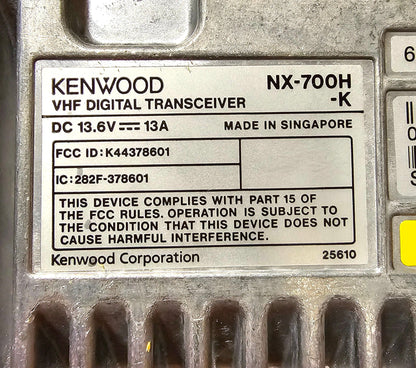 KENWOOD NX-700H
VHF DIGITAL TRANSCEIVER -K
DC 13.6V⎓13A MADE IN SINGAPORE
FCC ID:K44378601
IC:282F-378601
THIS DEVICE COMPLIES WITH PART 15 OF
THE FCC RULES. OPERATION IS SUBJECT TO
THE CONDITION THAT THIS DEVICE DOES NOT
CAUSE HARMFUL INTERFERENCE.
Kenwood Corporation 25610
6
0
S